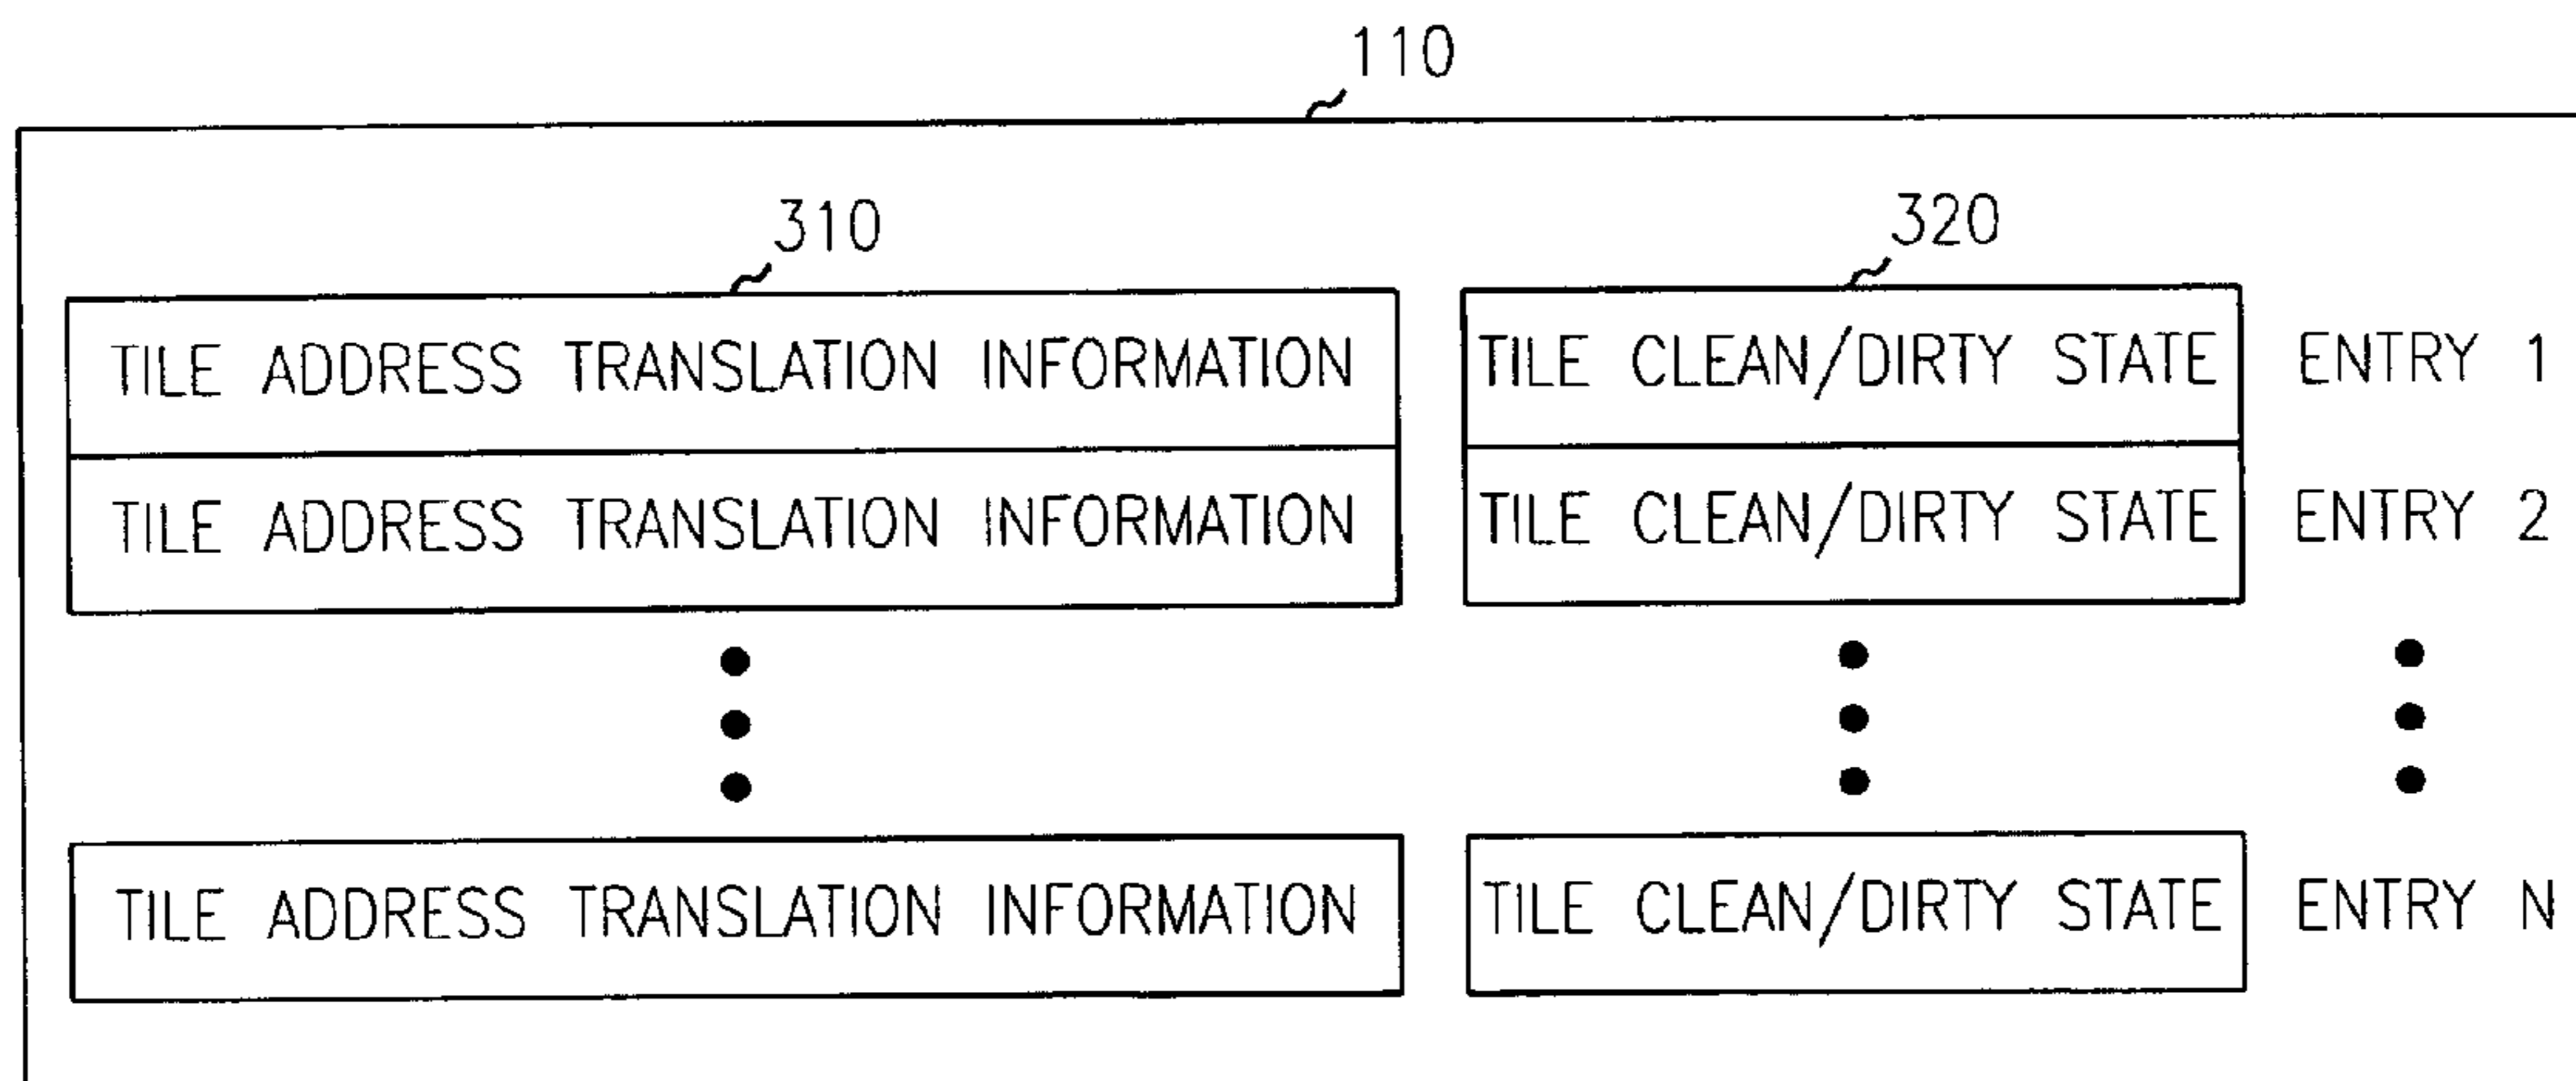 110
310 320
TILE ADDRESS TRANSLATION INFORMATION TILE CLEAN/DIRTY STATE ENTRY 1
TILE ADDRESS TRANSLATION INFORMATION TILE CLEAN/DIRTY STATE ENTRY 2
TILE ADDRESS TRANSLATION INFORMATION TILE CLEAN/DIRTY STATE ENTRY N